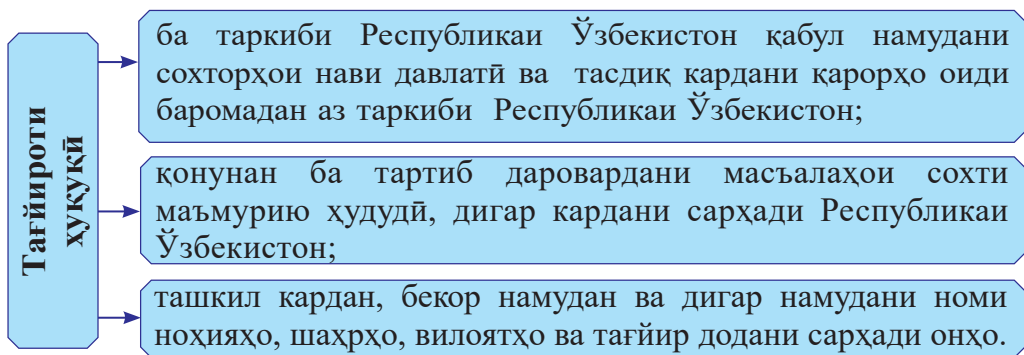 Тағйироти
ҳуқуқӣ
ба таркиби Республикаи Ўзбекистон қабул намудани
сохторҳои нави давлатӣ ва тасдиқ кардани қарорҳо оиди
баромадан аз таркиби Республикаи Ўзбекистон;
қонунан ба тартиб даровардани масъалаҳои сохти
маъмурию ҳудудӣ, дигар кардани сарҳади Республикаи
Ўзбекистон;
ташкил кардан, бекор намудан ва дигар намудани номи
ноҳияҳо, шаҳрҳо, вилоятҳо ва тағйир додани сарҳади онҳо.